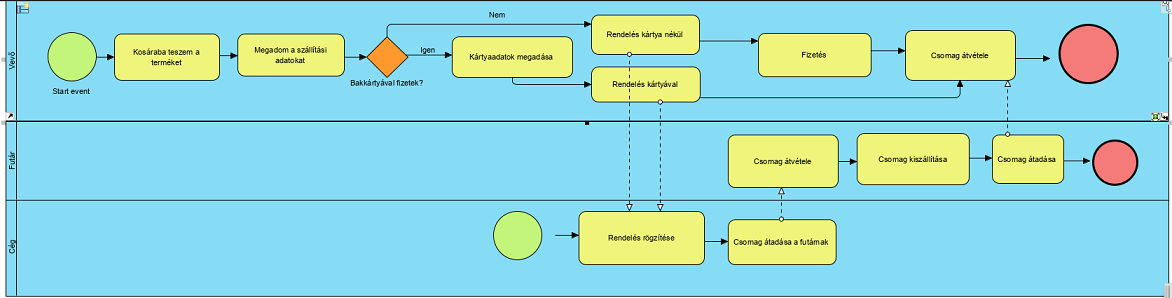 Vevő
Start event
Kosárába teszem a
terméket
Megadom a szállítási
adatokat
Bakkártyával fizetek?
Nem
Igen
Kártyaadatok megadása
Rendelés kártya nékül
Rendelés kártyával
Fizetés
Csomag átvétele
Futár
Csomag átvétele
Csomag kiszállítása
Csomag átadása
Cég
Rendelés rögzítése
Csomag átadása a futárnak